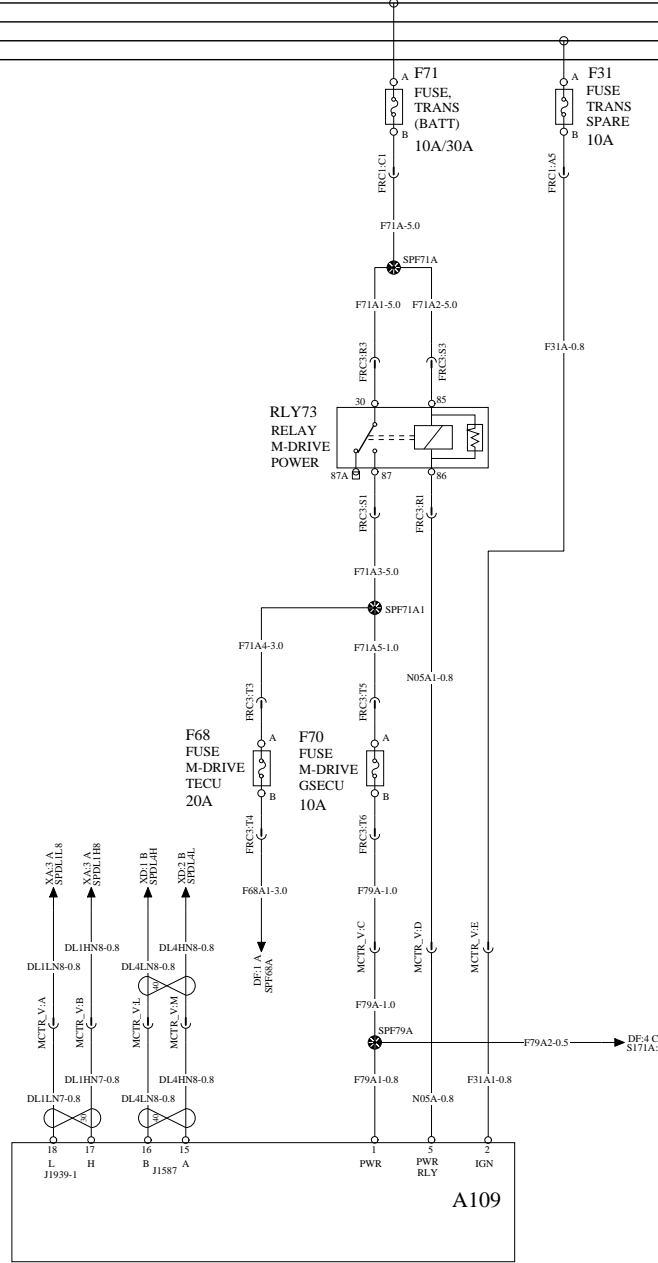 A
F71
FUSE,
TRANS
(BATT)
10A/30A
B
A
F31
FUSE
TRANS
SPARE
10A
B
FRC1:C1
FRC1:A5
F71A-5.0
SPF71A
F71A1-5.0
F71A2-5.0
F31A-0.8
FRC3:R3
FRC3:S3
30
85
RLY73
RELAY
M-DRIVE
POWER
87A
87
86
FRC3:S1
FRC3:R1
F71A3-5.0
SPF71A1
F71A4-3.0
F71A5-1.0
N05A1-0.8
FRC3:T3
FRC3:T5
F68
FUSE
M-DRIVE
TECU
20A
A
B
F70
FUSE
M-DRIVE
GSECU
10A
A
B
FRC3:T4
FRC3:T6
XA:3 A
SPDL1L8
XA:3 A
SPDL1H8
XD:1 B
SPDL4H
XD:2 B
SPDL4L
F68A1-3.0
F79A-1.0
DL1HN8-0.8
DL4HN8-0.8
DL1LN8-0.8
DL4LN8-0.8
DF:1 A
SPF68A
MCTR_V:C
MCTR_V:D
MCTR_V:E
40
MCTR_V:A
MCTR_V:B
MCTR_V:L
MCTR_V:M
F79A-1.0
SPF79A
F79A2-0.5
DF:4 C
S171A:
DL1HN7-0.8
DL4HN8-0.8
F79A1-0.8
F31A1-0.8
DL1LN7-0.8
DL4LN8-0.8
N05A-0.8
30
40
18
17
16
15
1
5
2
L
H
B
A
J1939-1
J1587
PWR
PWR
RLY
IGN
A109